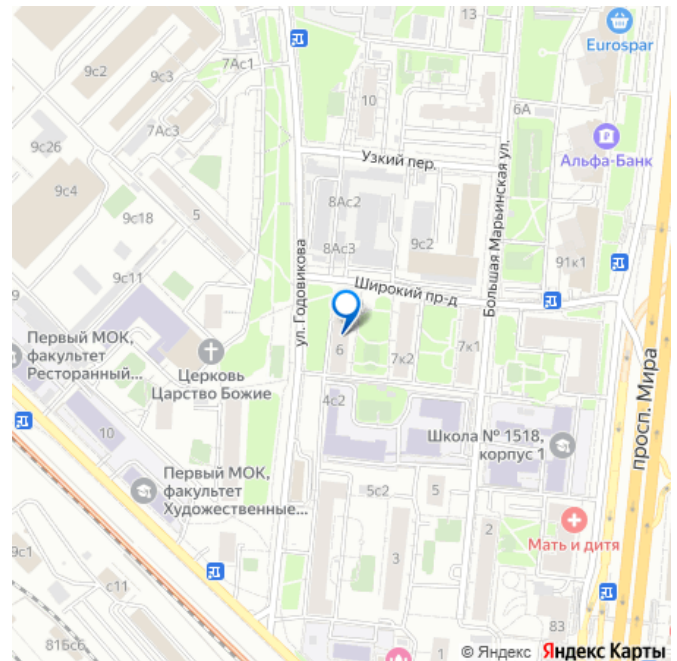 13
Eurospar
7Ас1
9с2
9с3
10
6А
7Ас3
9с26
Узкий пер.
Альфа-Банк
9с4
8Ас2
5
9с18
Большая Марьинская ул.
8Ас3
9с2
91к1
9с11
ул. Годовикова
Широкий пр-д
9
Первый МОК,
факультет
Ресторанный...
6
7к2
7к1
Церковь
Царство Божие
просп. Мира
4с2
10
Школа № 1518,
корпус 1
Первый МОК,
факультет
Художественные...
5с2
5
2
Мать и дитя
9с1
3
с11
83
81Бс6
1
© Яндекс Яндекс Карты